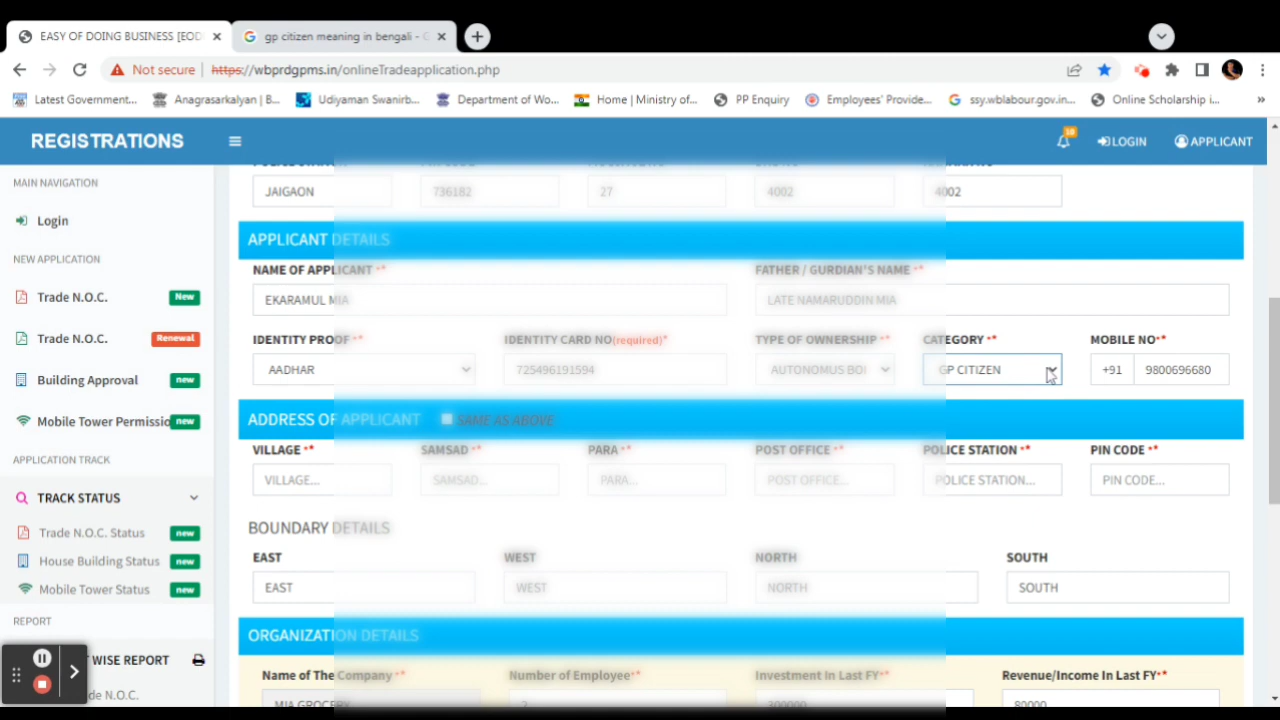 EASY OF DOING BUSINESS [EOD
gp citizen meaning in bengali - G
Not secure
https://wbprdgpms.in/onlineTradeapplication.php
Latest Government...
Anagrasarkalyan | B...
Udiyaman Swanirb...
Department of Wo...
Home | Ministry of...
PP Enquiry
Employees' Provide...
ssy.wblabour.gov.in...
Online Scholarship i...
»
REGISTRATIONS
10
LOGIN
APPLICANT
MAIN NAVIGATION
Login
NEW APPLICATION
Trade N.O.C. New
Trade N.O.C. Renewal
Building Approval new
Mobile Tower Permissio new
APPLICATION TRACK
TRACK STATUS
Trade N.O.C. Status new
House Building Status new
Mobile Tower Status new
REPORT
WISE REPORT
de N.O.C.
JAIGAON 736182 27 4002 4002
APPLICANT DETAILS
NAME OF APPLICANT ** FATHER / GURDIAN'S NAME **
EKARAMUL MIA LATE NAMARUDDIN MIA
IDENTITY PROOF ** IDENTITY CARD NO(required)* TYPE OF OWNERSHIP ** CATEGORY ** MOBILE NO**
AADHAR 725496191594 AUTONOMUS BOI GP CITIZEN +91 9800696680
ADDRESS OF APPLICANT SAME AS ABOVE
VILLAGE ** SAMSAD ** PARA ** POST OFFICE ** POLICE STATION ** PIN CODE **
VILLAGE... SAMSAD... PARA... POST OFFICE... POLICE STATION... PIN CODE...
BOUNDARY DETAILS
EAST WEST NORTH SOUTH
EAST WEST NORTH SOUTH
ORGANIZATION DETAILS
Name of The Company ** Number of Employee** Investment In Last FY** Revenue/Income In Last FY**
MIA GROCERY 2 300000 80000